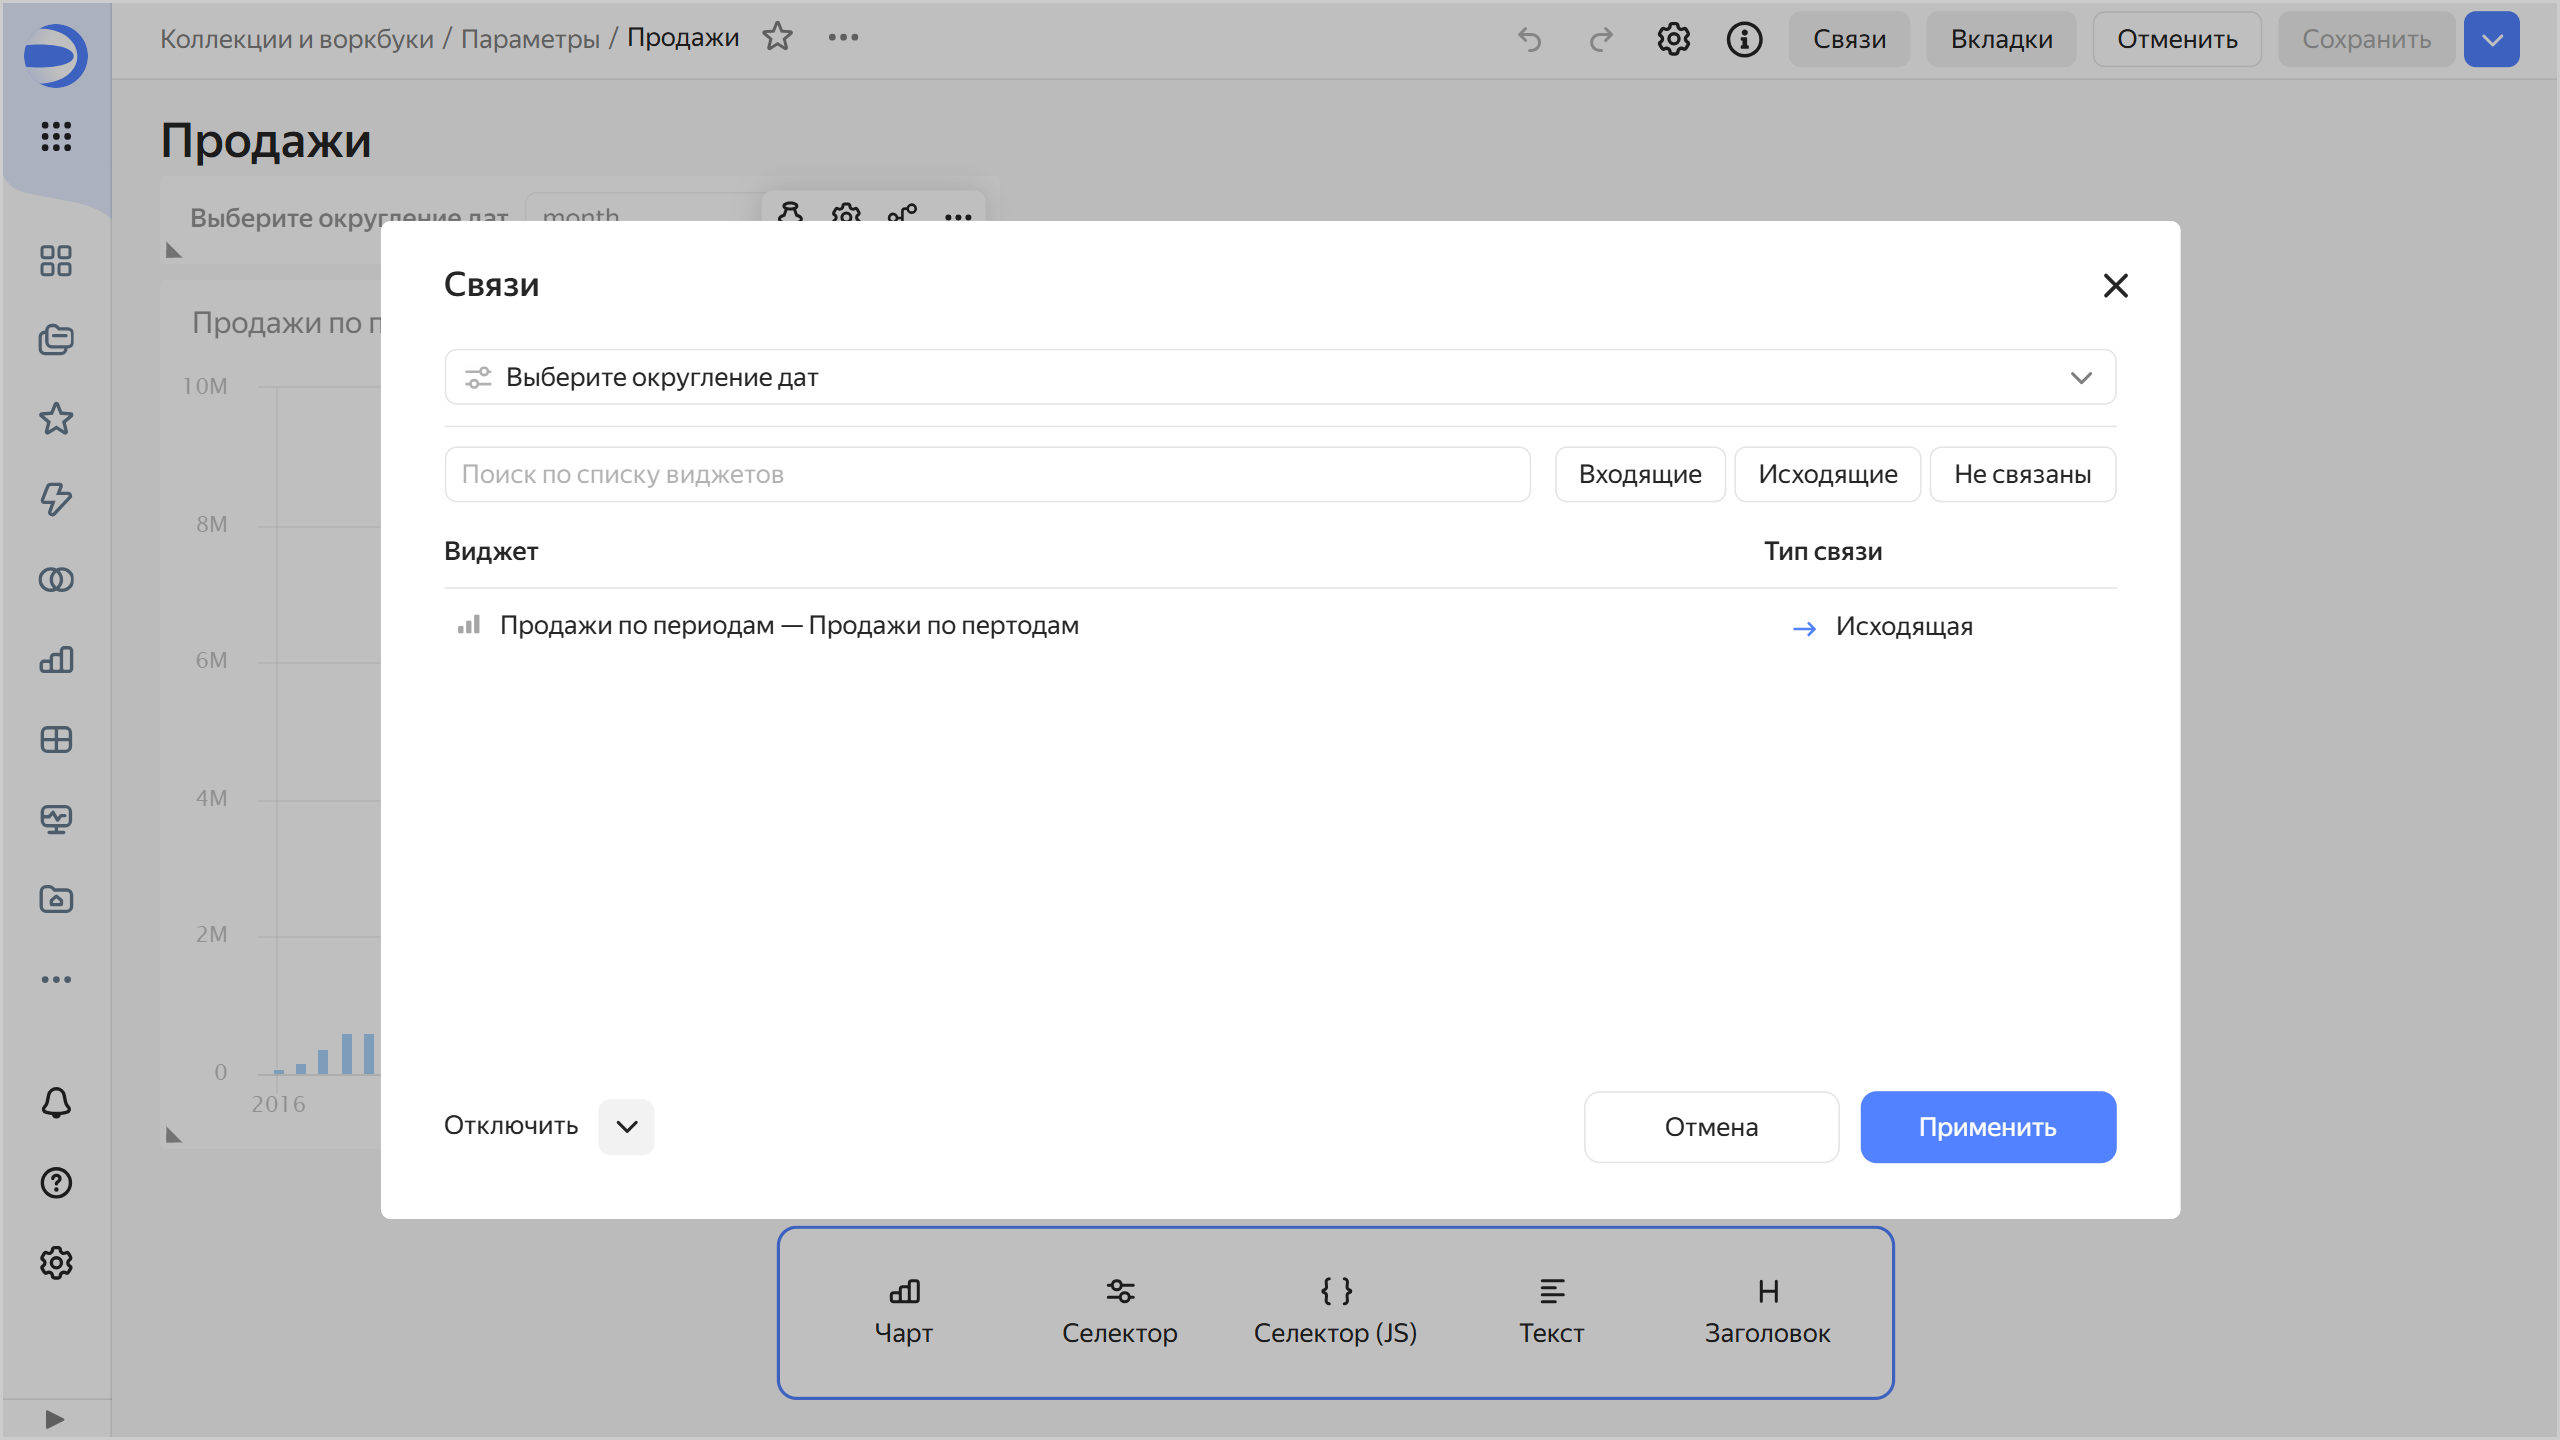 Коллекции и воркбуки / Параметры / Продажи
Связи
Вкладки
Отменить
Сохранить
Продажи
Выберите округление дат
month
Продажи по п
10M
8M
6M
4M
2M
0
2016
Связи
Выберите округление дат
Поиск по списку виджетов
Входящие
Исходящие
Не связаны
Виджет
Тип связи
Продажи по периодам — Продажи по пертодам
Исходящая
Отключить
Отмена
Применить
Чарт
Селектор
Селектор (JS)
Текст
Заголовок